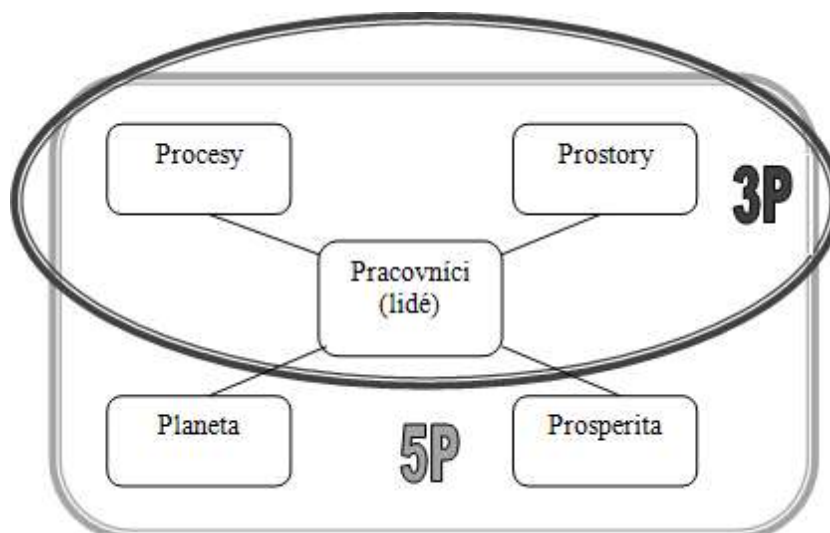 Procesy
Prostory
3P
Pracovníci
(lidé)
Planeta
5P
Prosperita